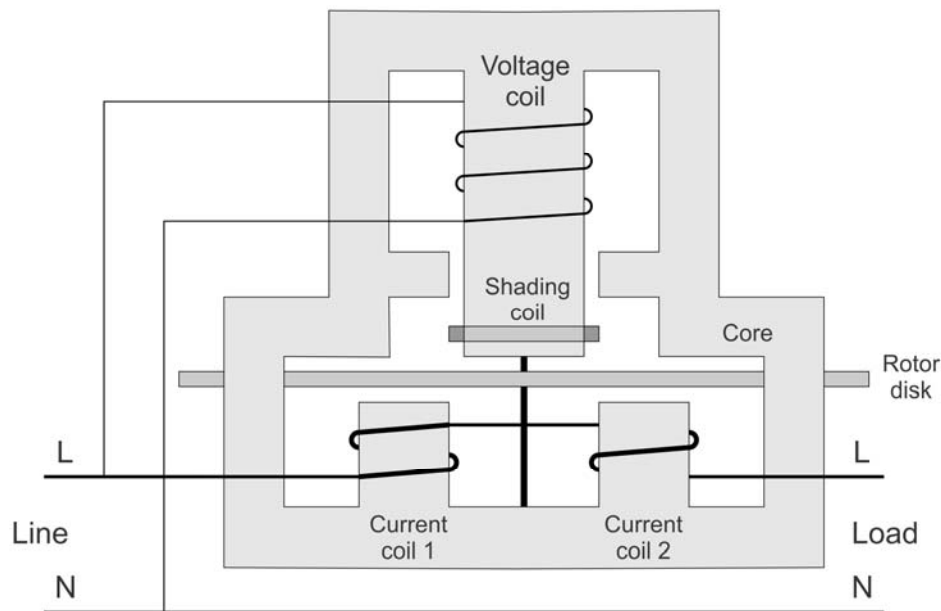 Voltage
coil
Shading
coil
Core
Rotor
disk
L
L
Line
Current
coil 1
Current
coil 2
Load
N
N